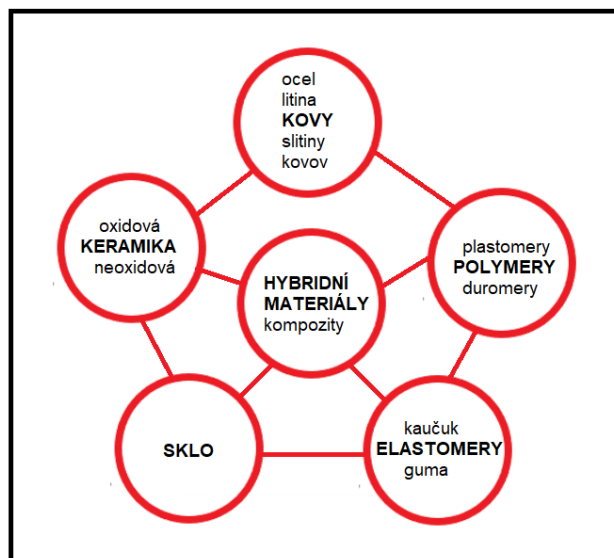 ocel
litina
KOVY
slitiny
kovov
oxidová
KERAMIKA
neoxidová
plastomery
POLYMERY
duromery
HYBRIDNÍ
MATERIÁLY
kompozity
SKLO
kaučuk
ELASTOMERY
guma